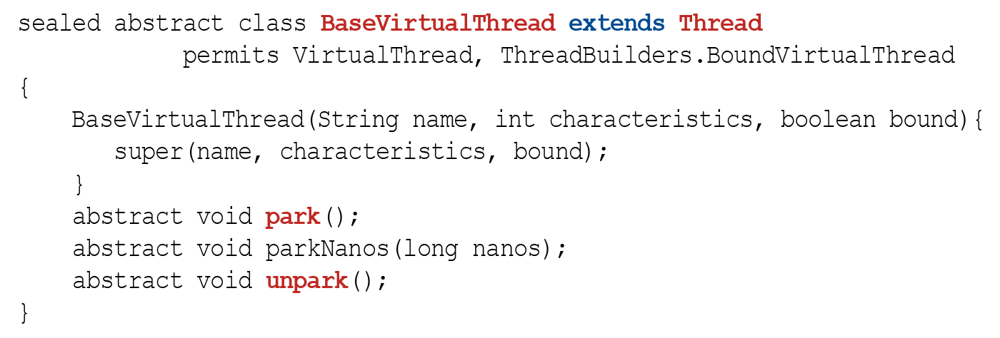 sealed abstract class BaseVirtualThread extends Thread
            permits VirtualThread, ThreadBuilders.BoundVirtualThread
{
    BaseVirtualThread(String name, int characteristics, boolean bound){
       super(name, characteristics, bound);
    }
    abstract void park();
    abstract void parkNanos(long nanos);
    abstract void unpark();
}